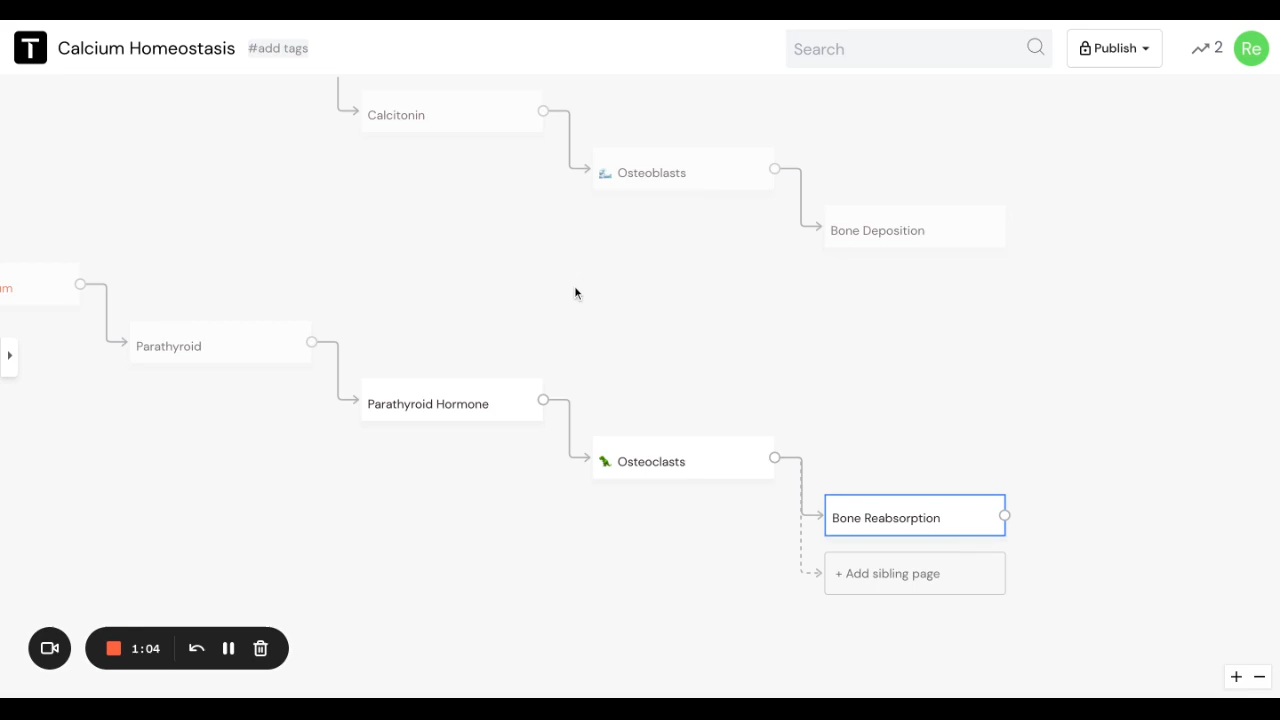 T Calcium Homeostasis #add tags Search Publish 2 Re
Calcitonin
Osteoblasts
Bone Deposition
um
Parathyroid
Parathyroid Hormone
Osteoclasts
Bone Reabsorption
+ Add sibling page
1:04
+ −